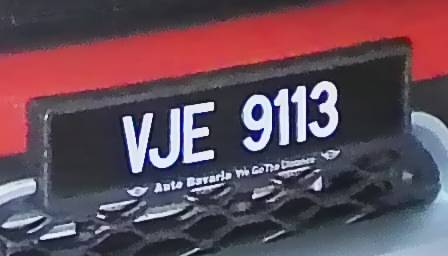 VJE 9113
Auto Bavaria We Go The Distance